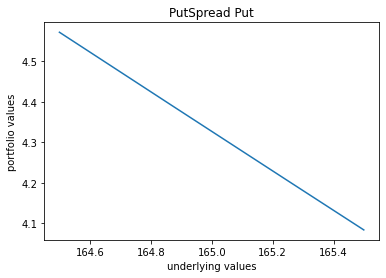 PutSpread Put
portfolio values
4.5
4.4
4.3
4.2
4.1
164.6 164.8 165.0 165.2 165.4
underlying values